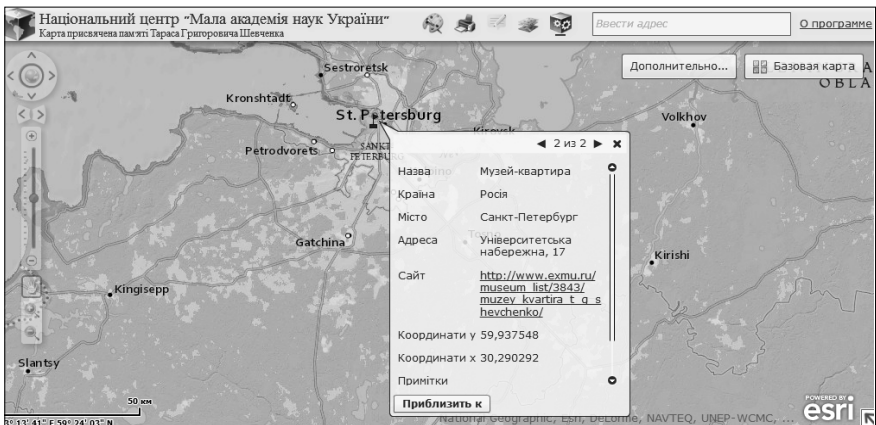 Національний центр "Мала академія наук України"
Карта присвячена пам'яті Тараса Григоровича Шевченка
Ввести адрес
О программе
Дополнительно...
Базовая карта
OBLA
Sestroretsk
Kronshtadt
St. Petersburg
Volkhov
Petrodvorets
SANKT
PETERBURG
Gatchina
Kirishi
Kingisepp
Slantsy
2 из 2
Назва Музей-квартира
Країна Росія
Місто Санкт-Петербург
Адреса Університетська
набережна, 17
Сайт http://www.exmu.ru/
museum_list/3843/
muzey_kvartira_t_g_s
hevchenko/
Координати y 59,937548
Координати x 30,290292
Примітки
Приблизить к
50 км
National Geographic, Esri, DeLorme, NAVTEQ, UNEP-WCMC, ...
POWERED BY
esri